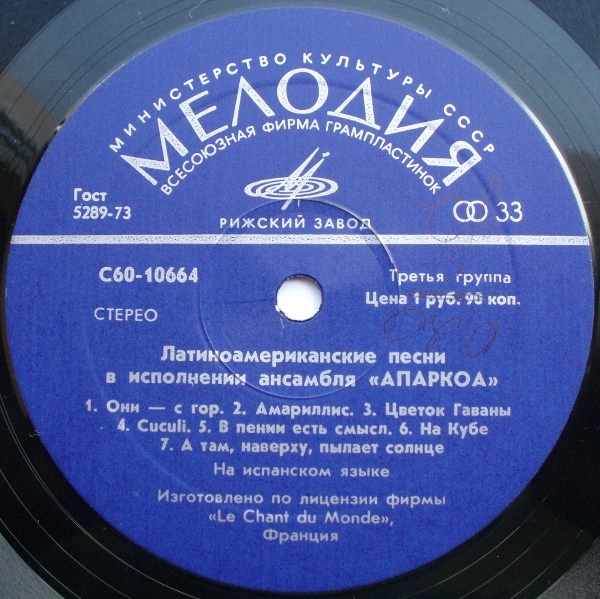 МИНИСТЕРСТВО КУЛЬТУРЫ СССР
МЕЛОДИЯ
ВСЕСОЮЗНАЯ ФИРМА ГРАМПЛАСТИНОК
Гост
5289-73
33
РИЖСКИЙ ЗАВОД
С60-10664
Третья группа
Цена 1 руб. 90 коп.
СТЕРЕО
Латиноамериканские песни
в исполнении ансамбля «АПАРКОА»
1. Они — с гор. 2. Амариллис. 3. Цветок Гаваны
4. Cuculi. 5. В пении есть смысл. 6. На Кубе
7. А там, наверху, пылает солнце
На испанском языке
Изготовлено по лицензии фирмы
«Le Chant du Monde»,
Франция